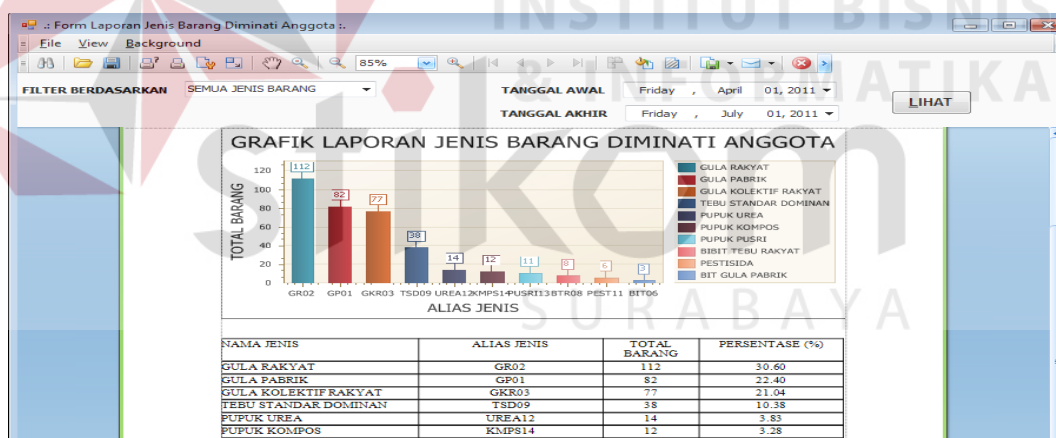 INSTITUT BISNIS
& INFORMATIKA
stikom
SURABAYA
.: Form Laporan Jenis Barang Diminati Anggota :.
File View Background
85%
FILTER BERDASARKAN SEMUA JENIS BARANG
TANGGAL AWAL Friday , April 01, 2011
TANGGAL AKHIR Friday , July 01, 2011
LIHAT
GRAFIK LAPORAN JENIS BARANG DIMINATI ANGGOTA
TOTAL BARANG
120
100
80
60
40
20
0
112
82
77
38
14
12
11
8
6
3
GR02 GP01 GKR03 TSD09 UREA12 KMPS14 PUSRI13 BTR08 PEST11 BIT06
ALIAS JENIS
GULA RAKYAT
GULA PABRIK
GULA KOLEKTIF RAKYAT
TEBU STANDAR DOMINAN
PUPUK UREA
PUPUK KOMPOS
PUPUK PUSRI
BIBIT TEBU RAKYAT
PESTISIDA
BIT GULA PABRIK
NAMA JENIS ALIAS JENIS TOTAL BARANG PERSENTASE (%)
GULA RAKYAT GR02 112 30.60
GULA PABRIK GP01 82 22.40
GULA KOLEKTIF RAKYAT GKR03 77 21.04
TEBU STANDAR DOMINAN TSD09 38 10.38
PUPUK UREA UREA12 14 3.83
PUPUK KOMPOS KMPS14 12 3.28